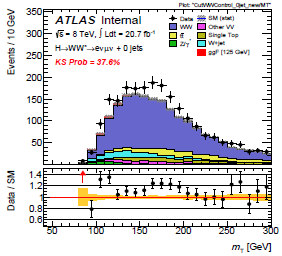 Plot: "CutWWControl_0jet_new/MT"
ATLAS Internal
√s = 8 TeV, ∫ Ldt = 20.7 fb⁻¹
H→WW*→eνμν + 0 jets
KS Prob = 37.6%
Data
SM (stat)
WW
Other VV
tt̄
Single Top
Z/γ*
W+jet
ggF [125 GeV]
Events / 10 GeV
350
300
250
200
150
100
50
Data / SM
1.4
1.2
1
0.8
0.6
50 100 150 200 250 300
m_T [GeV]